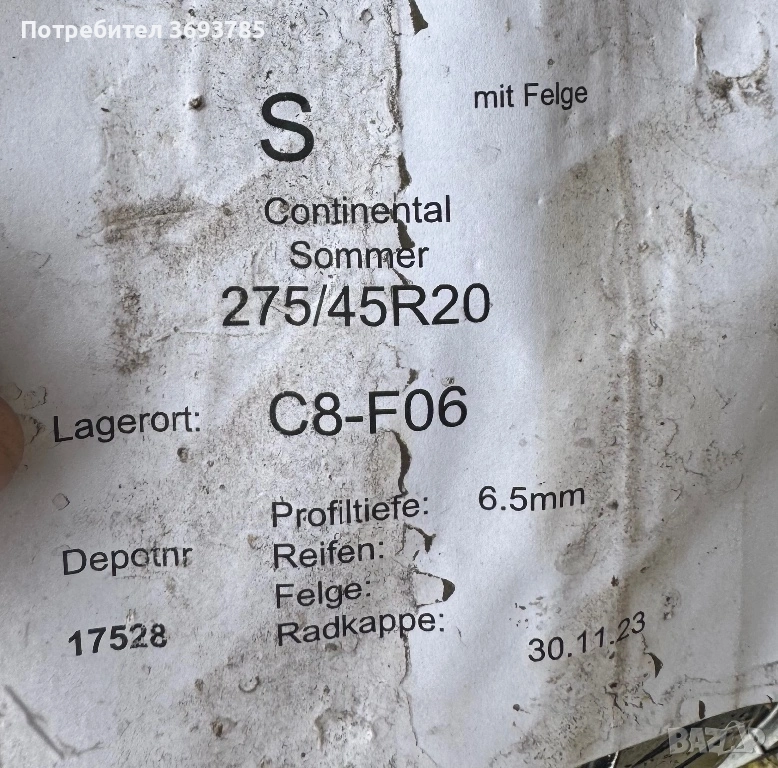 Потребител 3693785
S
mit Felge
Continental
Sommer
275/45R20
Lagerort: C8-F06
Profiltiefe: 6.5mm
Depotnr Reifen:
Felge:
17528 Radkappe: 30.11.23
BAZAR